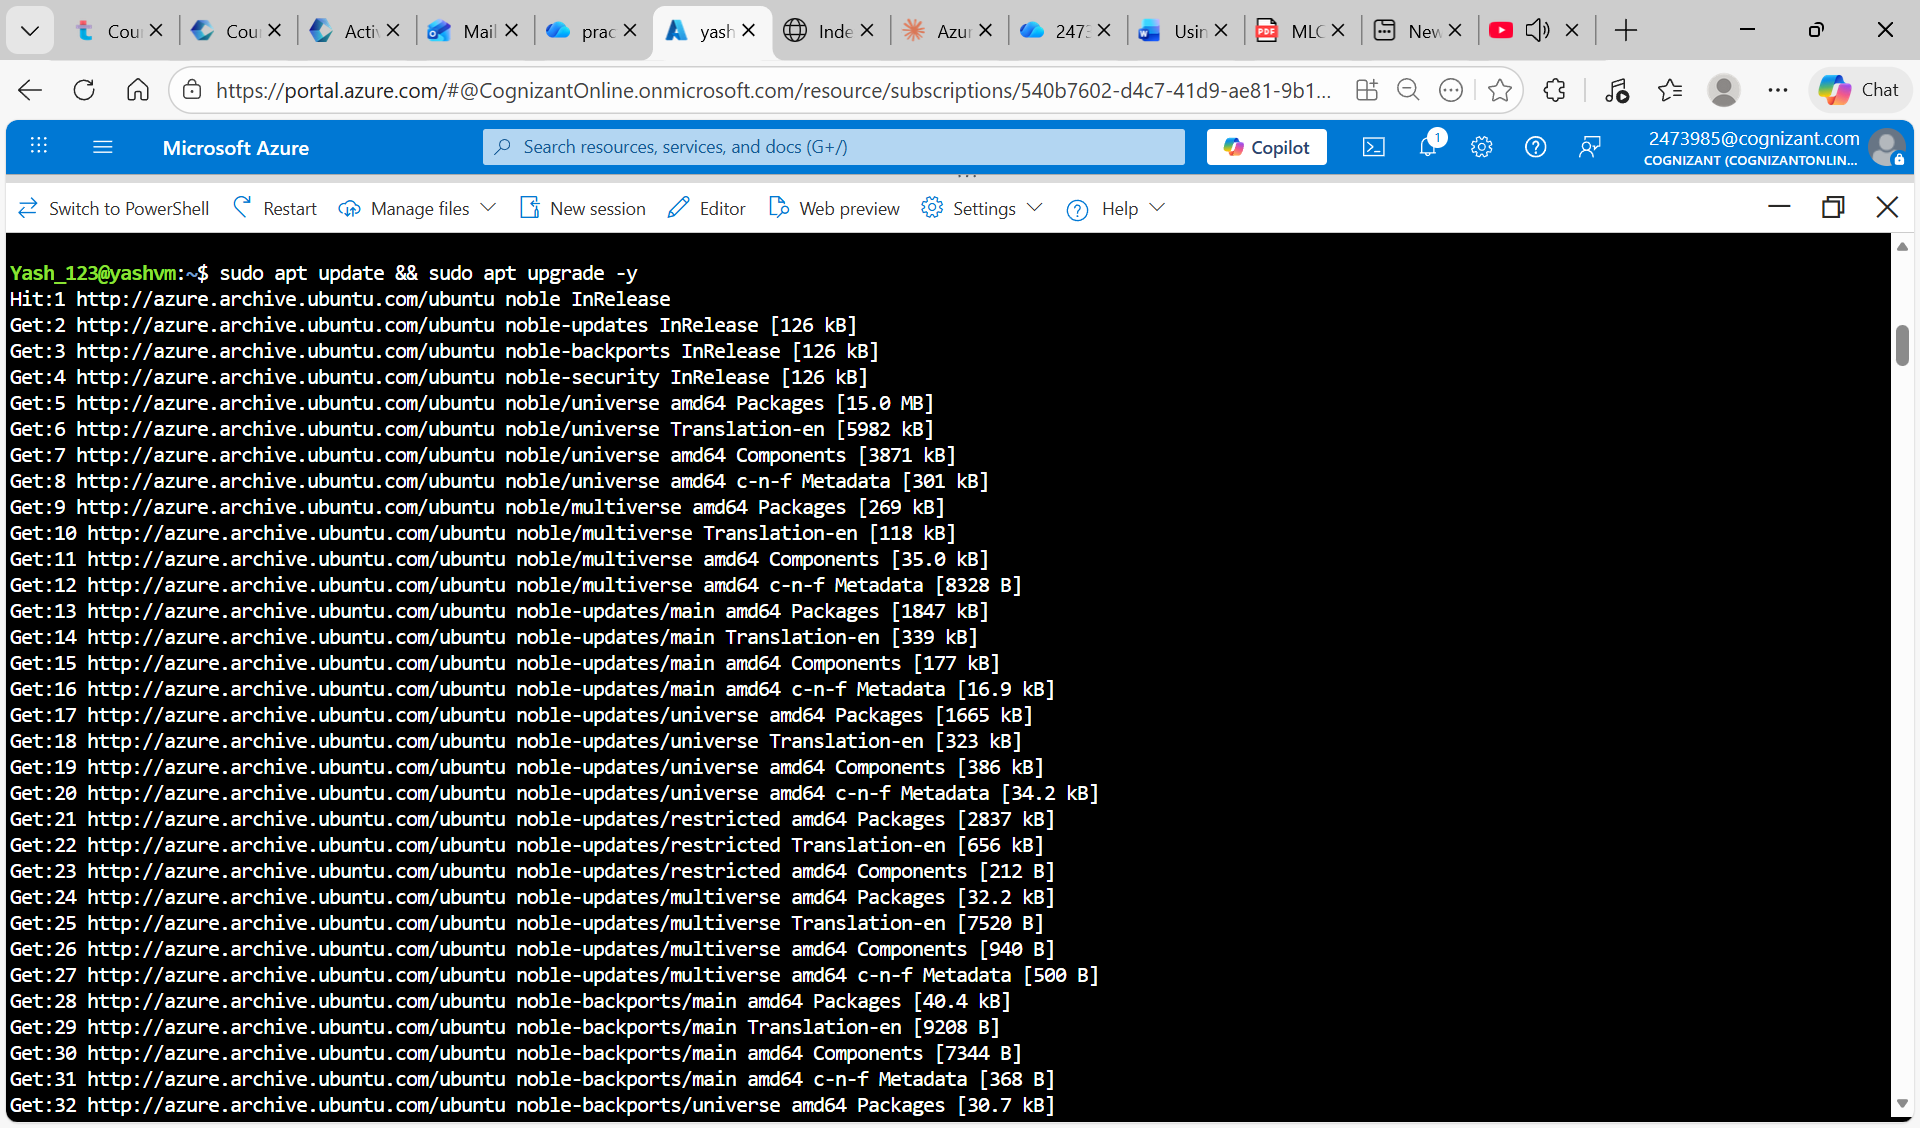 Cour
Cour
Activ
Mail
prac
yash
Inde
Azur
2473
Usin
MLC
New
https://portal.azure.com/#@CognizantOnline.onmicrosoft.com/resource/subscriptions/540b7602-d4c7-41d9-ae81-9b1...
Chat
Microsoft Azure
Search resources, services, and docs (G+/)
Copilot
1
2473985@cognizant.com
COGNIZANT (COGNIZANTONLIN...
Switch to PowerShell
Restart
Manage files
New session
Editor
Web preview
Settings
Help
Yash_123@yashvm:~$ sudo apt update && sudo apt upgrade -y
Hit:1 http://azure.archive.ubuntu.com/ubuntu noble InRelease
Get:2 http://azure.archive.ubuntu.com/ubuntu noble-updates InRelease [126 kB]
Get:3 http://azure.archive.ubuntu.com/ubuntu noble-backports InRelease [126 kB]
Get:4 http://azure.archive.ubuntu.com/ubuntu noble-security InRelease [126 kB]
Get:5 http://azure.archive.ubuntu.com/ubuntu noble/universe amd64 Packages [15.0 MB]
Get:6 http://azure.archive.ubuntu.com/ubuntu noble/universe Translation-en [5982 kB]
Get:7 http://azure.archive.ubuntu.com/ubuntu noble/universe amd64 Components [3871 kB]
Get:8 http://azure.archive.ubuntu.com/ubuntu noble/universe amd64 c-n-f Metadata [301 kB]
Get:9 http://azure.archive.ubuntu.com/ubuntu noble/multiverse amd64 Packages [269 kB]
Get:10 http://azure.archive.ubuntu.com/ubuntu noble/multiverse Translation-en [118 kB]
Get:11 http://azure.archive.ubuntu.com/ubuntu noble/multiverse amd64 Components [35.0 kB]
Get:12 http://azure.archive.ubuntu.com/ubuntu noble/multiverse amd64 c-n-f Metadata [8328 B]
Get:13 http://azure.archive.ubuntu.com/ubuntu noble-updates/main amd64 Packages [1847 kB]
Get:14 http://azure.archive.ubuntu.com/ubuntu noble-updates/main Translation-en [339 kB]
Get:15 http://azure.archive.ubuntu.com/ubuntu noble-updates/main amd64 Components [177 kB]
Get:16 http://azure.archive.ubuntu.com/ubuntu noble-updates/main amd64 c-n-f Metadata [16.9 kB]
Get:17 http://azure.archive.ubuntu.com/ubuntu noble-updates/universe amd64 Packages [1665 kB]
Get:18 http://azure.archive.ubuntu.com/ubuntu noble-updates/universe Translation-en [323 kB]
Get:19 http://azure.archive.ubuntu.com/ubuntu noble-updates/universe amd64 Components [386 kB]
Get:20 http://azure.archive.ubuntu.com/ubuntu noble-updates/universe amd64 c-n-f Metadata [34.2 kB]
Get:21 http://azure.archive.ubuntu.com/ubuntu noble-updates/restricted amd64 Packages [2837 kB]
Get:22 http://azure.archive.ubuntu.com/ubuntu noble-updates/restricted Translation-en [656 kB]
Get:23 http://azure.archive.ubuntu.com/ubuntu noble-updates/restricted amd64 Components [212 B]
Get:24 http://azure.archive.ubuntu.com/ubuntu noble-updates/multiverse amd64 Packages [32.2 kB]
Get:25 http://azure.archive.ubuntu.com/ubuntu noble-updates/multiverse Translation-en [7520 B]
Get:26 http://azure.archive.ubuntu.com/ubuntu noble-updates/multiverse amd64 Components [940 B]
Get:27 http://azure.archive.ubuntu.com/ubuntu noble-updates/multiverse amd64 c-n-f Metadata [500 B]
Get:28 http://azure.archive.ubuntu.com/ubuntu noble-backports/main amd64 Packages [40.4 kB]
Get:29 http://azure.archive.ubuntu.com/ubuntu noble-backports/main Translation-en [9208 B]
Get:30 http://azure.archive.ubuntu.com/ubuntu noble-backports/main amd64 Components [7344 B]
Get:31 http://azure.archive.ubuntu.com/ubuntu noble-backports/main amd64 c-n-f Metadata [368 B]
Get:32 http://azure.archive.ubuntu.com/ubuntu noble-backports/universe amd64 Packages [30.7 kB]